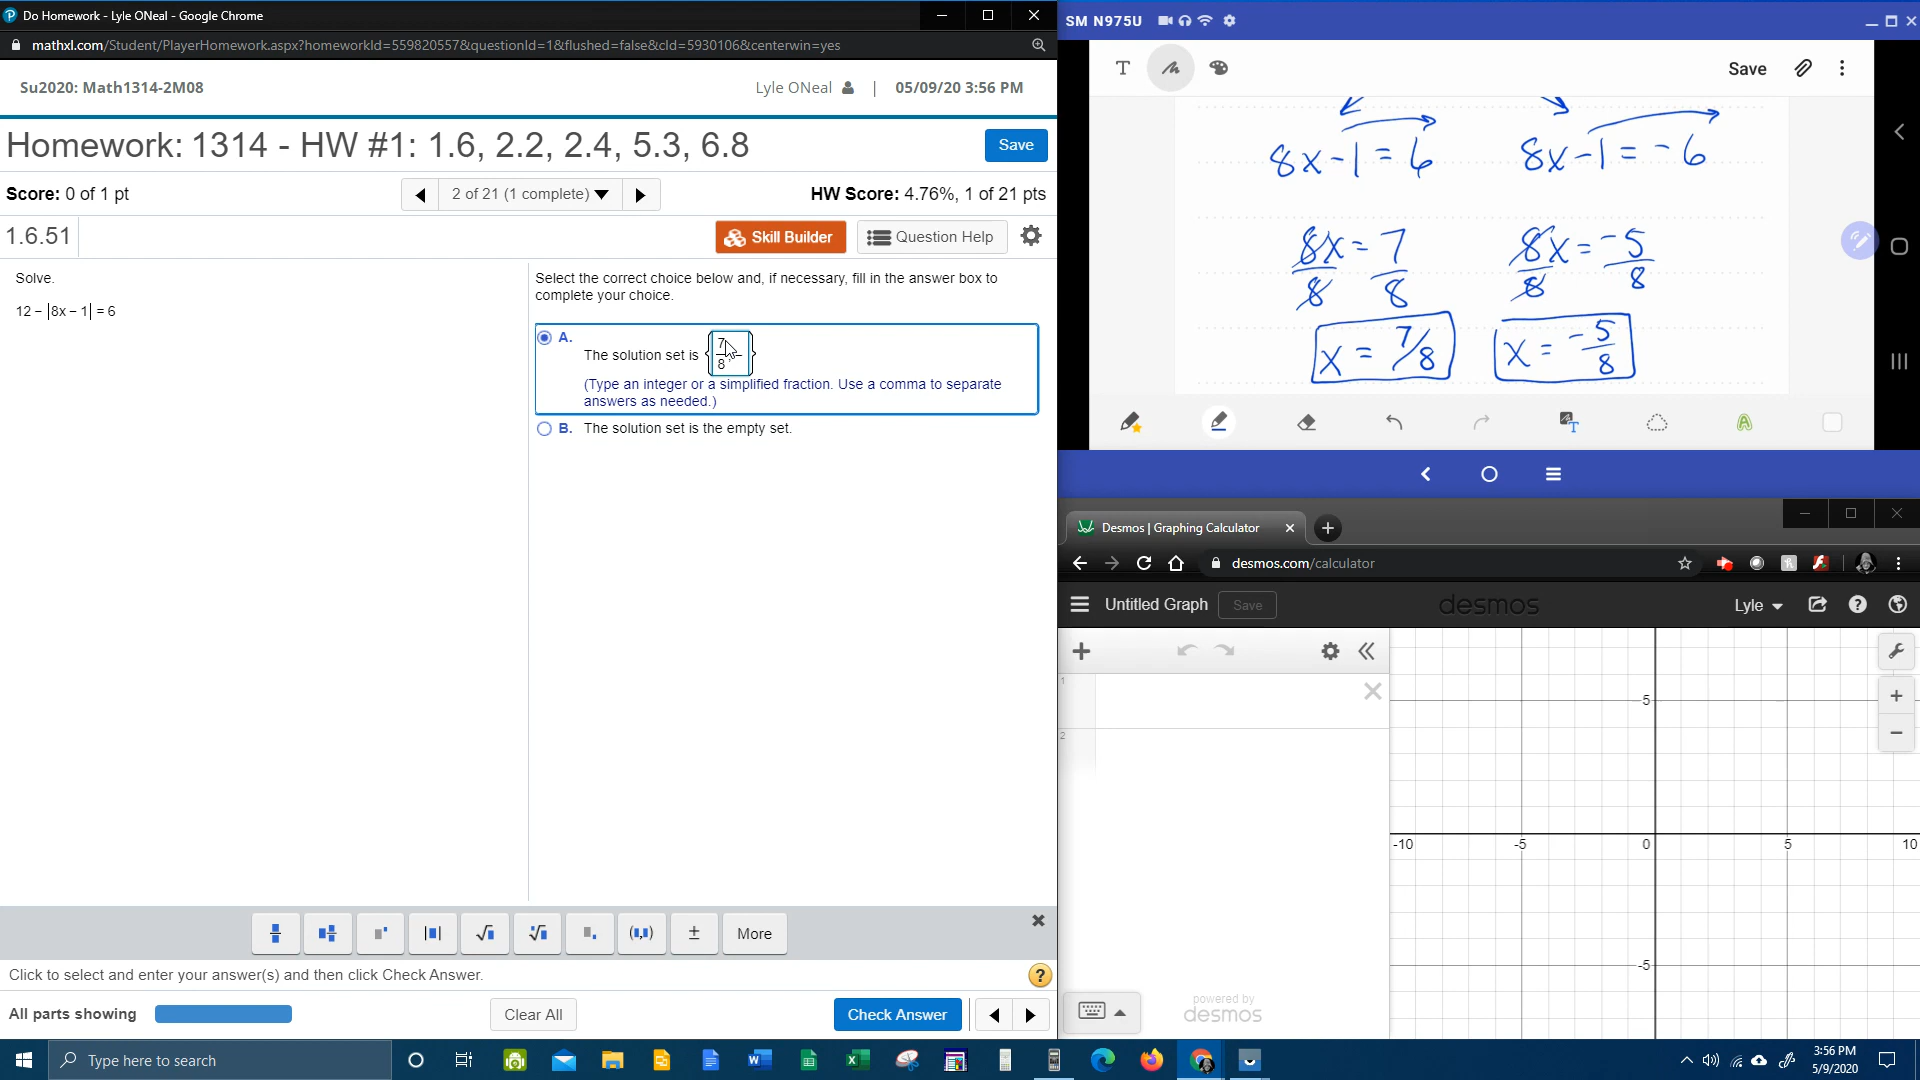 Do Homework - Lyle ONeal - Google Chrome
mathxl.com/Student/PlayerHomework.aspx?homeworkId=559820557&questionId=1&flushed=false&cId=5930106&centerwin=yes
Su2020: Math1314-2M08
Lyle ONeal | 05/09/20 3:56 PM
Homework: 1314 - HW #1: 1.6, 2.2, 2.4, 5.3, 6.8
Save
Score: 0 of 1 pt
2 of 21 (1 complete)
HW Score: 4.76%, 1 of 21 pts
1.6.51
Skill Builder
Question Help
Solve.
12 − |8x − 1| = 6
Select the correct choice below and, if necessary, fill in the answer box to
complete your choice.
A.
The solution set is { 7/8, − }
(Type an integer or a simplified fraction. Use a comma to separate
answers as needed.)
B. The solution set is the empty set.
More
Click to select and enter your answer(s) and then click Check Answer.
?
All parts showing
Clear All
Check Answer
SM N975U
T
Save
8x - 1 = 6
8x - 1 = - 6
8x = 7
8 8
8x = -5
8 8
x = 7/8
x = -5/8
Desmos | Graphing Calculator
desmos.com/calculator
Untitled Graph
Save
desmos
Lyle
1
2
5
-10 -5 0 5 10
-5
powered by
desmos
Type here to search
3:56 PM
5/9/2020